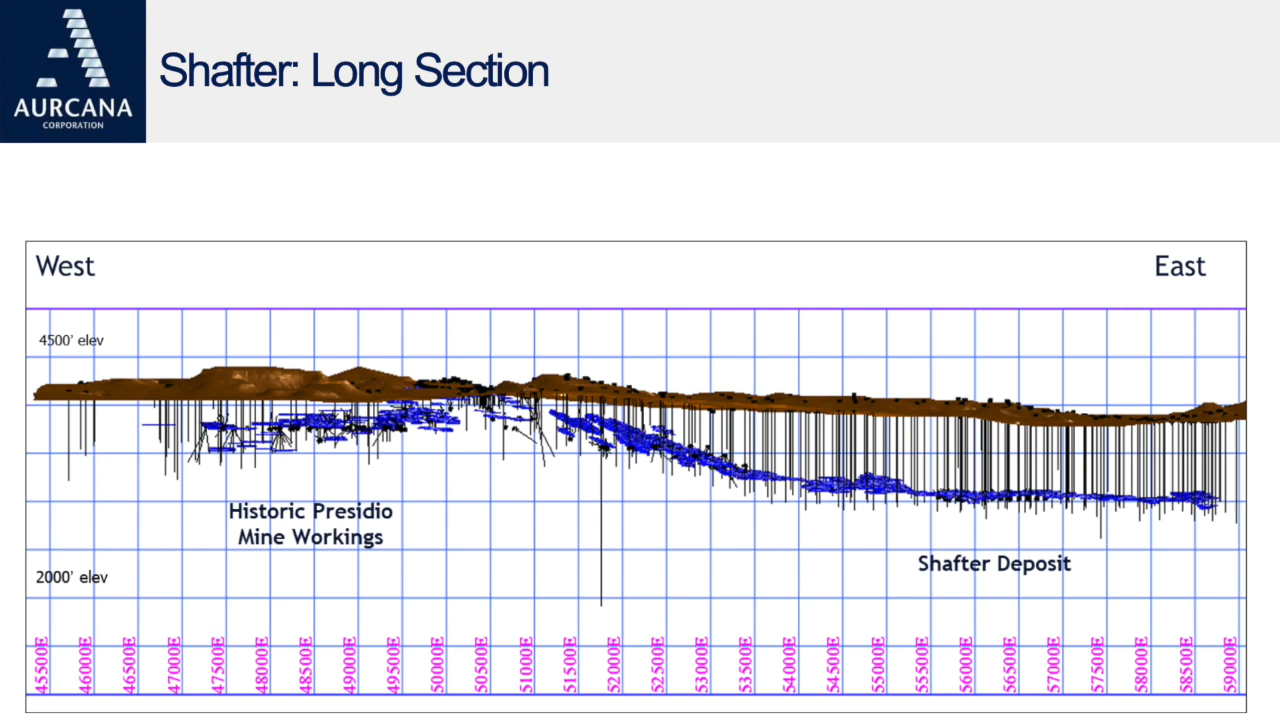 AURCANA
CORPORATION
Shafter: Long Section
West
East
4500' elev
Historic Presidio
Mine Workings
Shafter Deposit
2000' elev
45500E
46000E
46500E
47000E
47500E
48000E
48500E
49000E
49500E
50000E
50500E
51000E
51500E
52000E
52500E
53000E
53500E
54000E
54500E
55000E
55500E
56000E
56500E
57000E
57500E
58000E
58500E
59000E